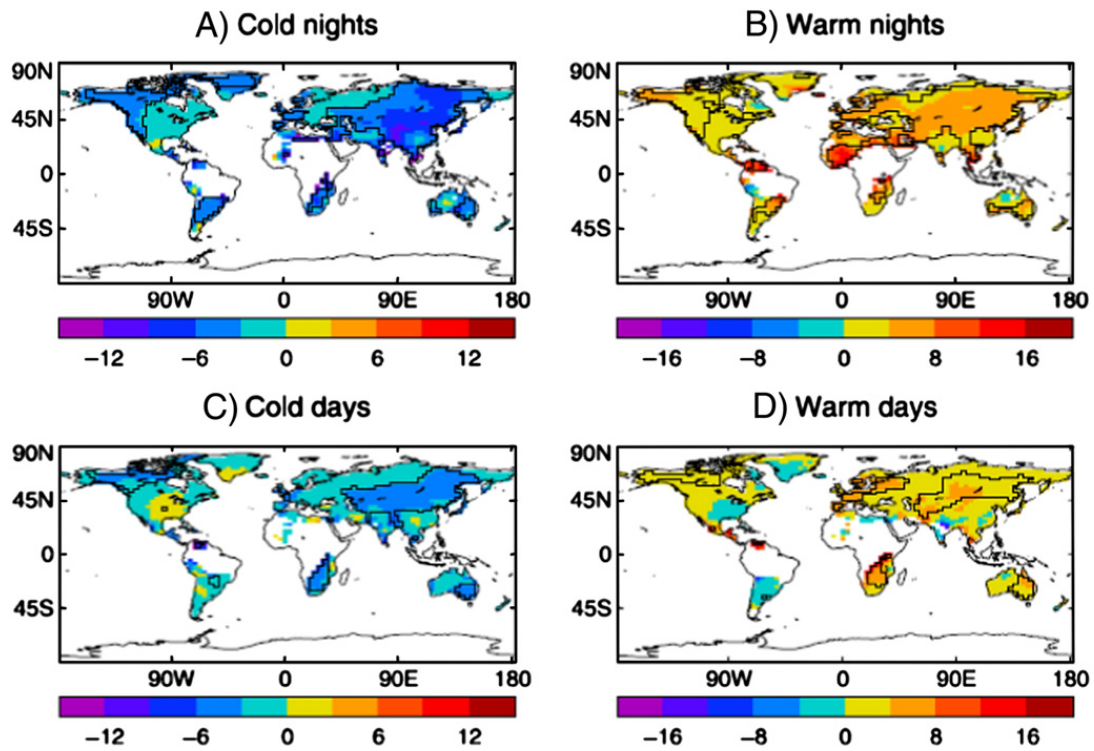 A) Cold nights B) Warm nights
90N 90N
45N 45N
0 0
45S 45S
90W 0 90E 180 90W 0 90E 180
−12 −6 0 6 12 −16 −8 0 8 16
C) Cold days D) Warm days
90N 90N
45N 45N
0 0
45S 45S
90W 0 90E 180 90W 0 90E 180
−12 −6 0 6 12 −16 −8 0 8 16